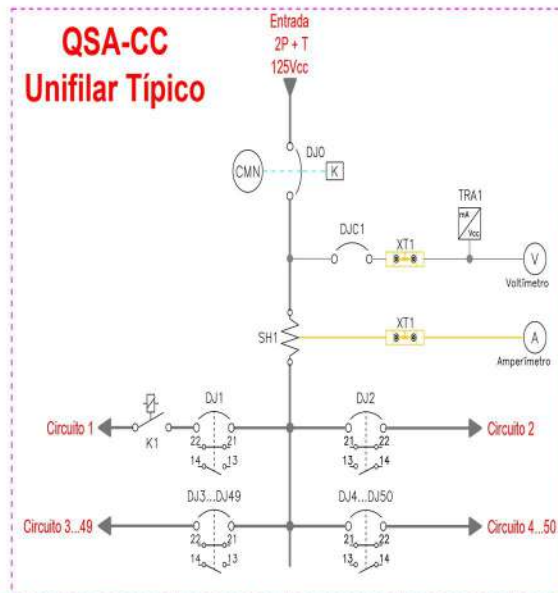 QSA-CC
Unifilar Típico
Entrada
2P + T
125Vcc
DJ0
CMN
K
TRA1
mA
Vcc
DJC1
XT1
V
Voltímetro
SH1
XT1
A
Amperímetro
DJ1
DJ2
Circuito 1
K1
22
21
14
13
21
22
13
14
Circuito 2
DJ3...DJ49
DJ4...DJ50
Circuito 3...49
22
21
14
13
21
22
13
14
Circuito 4...50